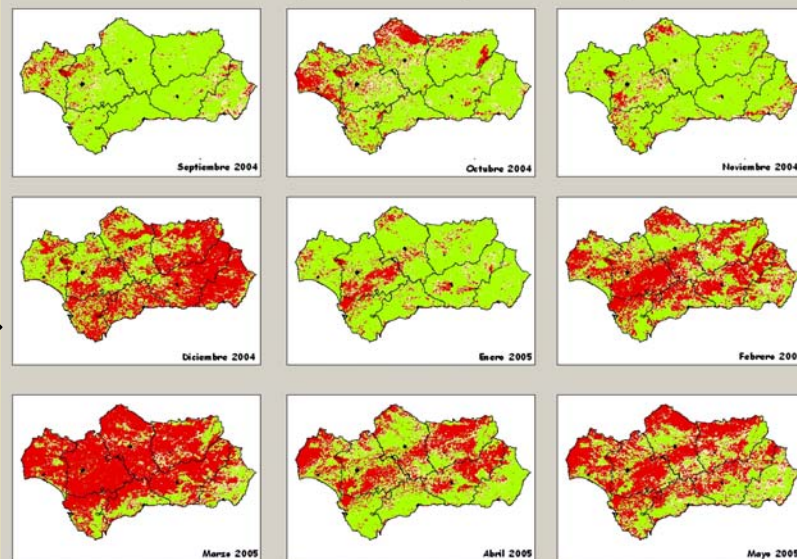 Septiembre 2004
Octubre 2004
Noviembre 2004
Diciembre 2004
Enero 2005
Febrero 200
Marzo 2005
Abril 2005
Mayo 2005